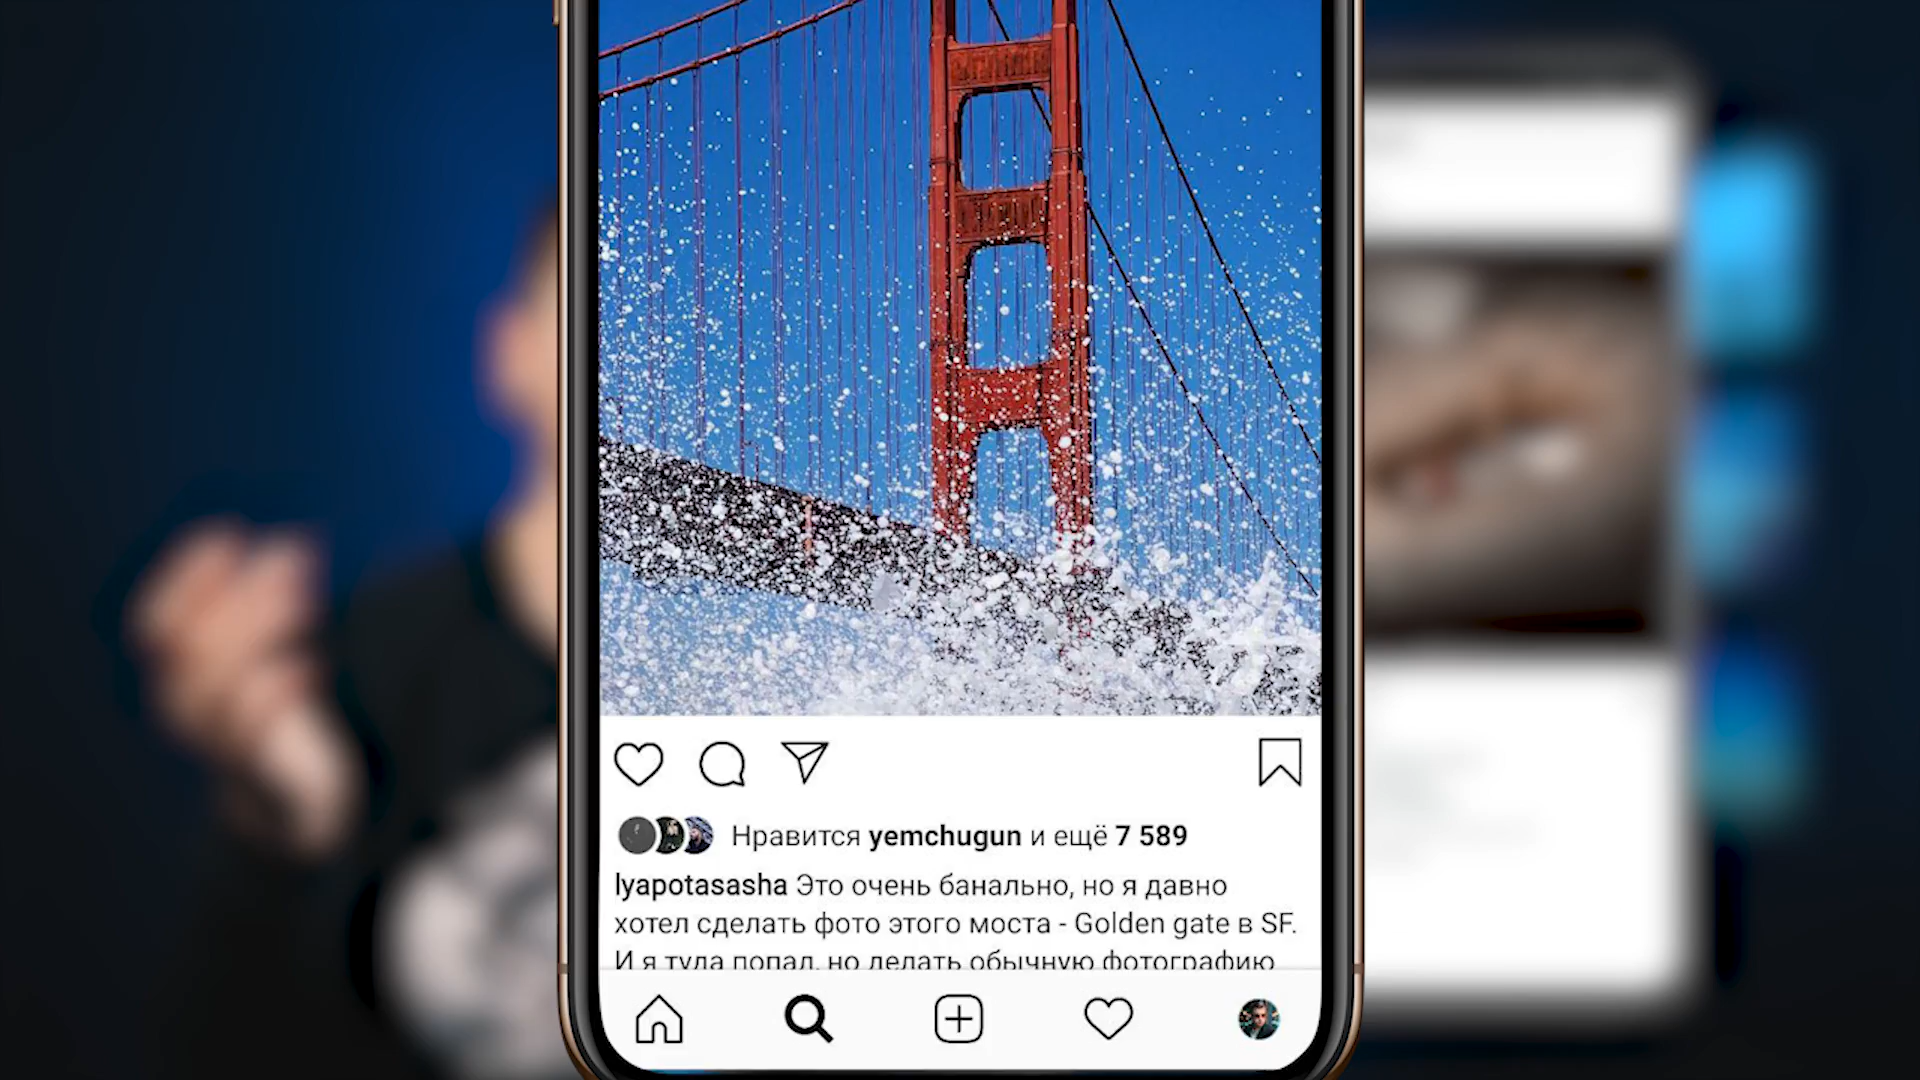 Нравится yemchugun и ещё 7 589
lyapotasasha Это очень банально, но я давно
хотел сделать фото этого моста - Golden gate в SF.
И я туда попал, но делать обычную фотографию